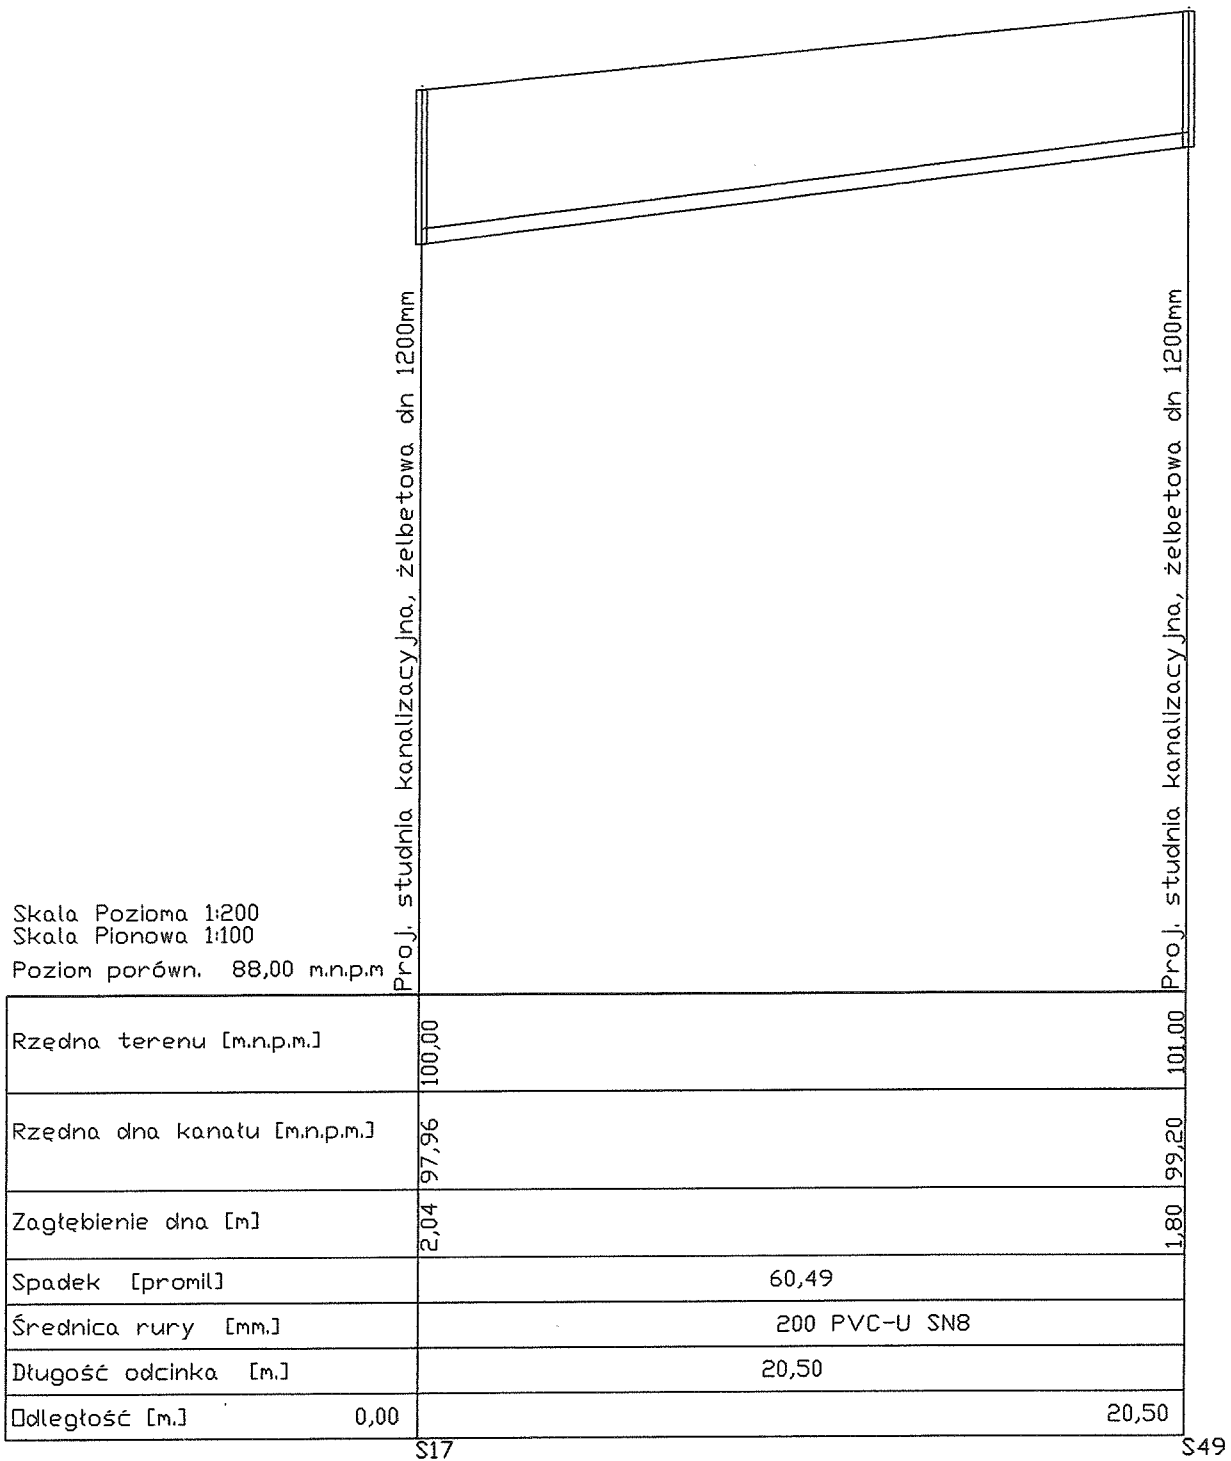 Proj. studnia kanalizacyjna, żelbetowa dn 1200mm
Proj. studnia kanalizacyjna, żelbetowa dn 1200mm
Skala Pozioma 1:200
Skala Pionowa 1:100
Poziom porówn. 88,00 m.n.p.m
Rzędna terenu [m.n.p.m.] 100,00 101,00
Rzędna dna kanału [m.n.p.m.] 97,96 99,20
Zagłębienie dna [m] 2,04 1,80
Spadek [promil] 60,49
Średnica rury [mm.] 200 PVC-U SN8
Długość odcinka [m.] 20,50
Odległość [m.] 0,00 20,50
S17 S49